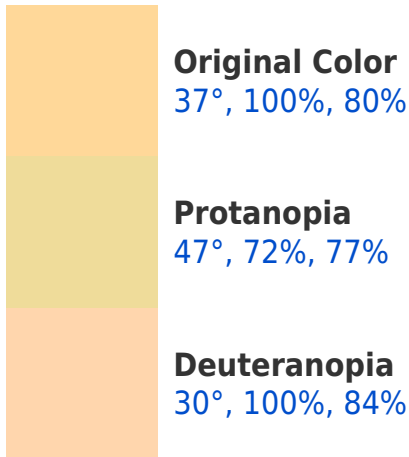 Original Color
37°, 100%, 80%
Protanopia
47°, 72%, 77%
Deuteranopia
30°, 100%, 84%